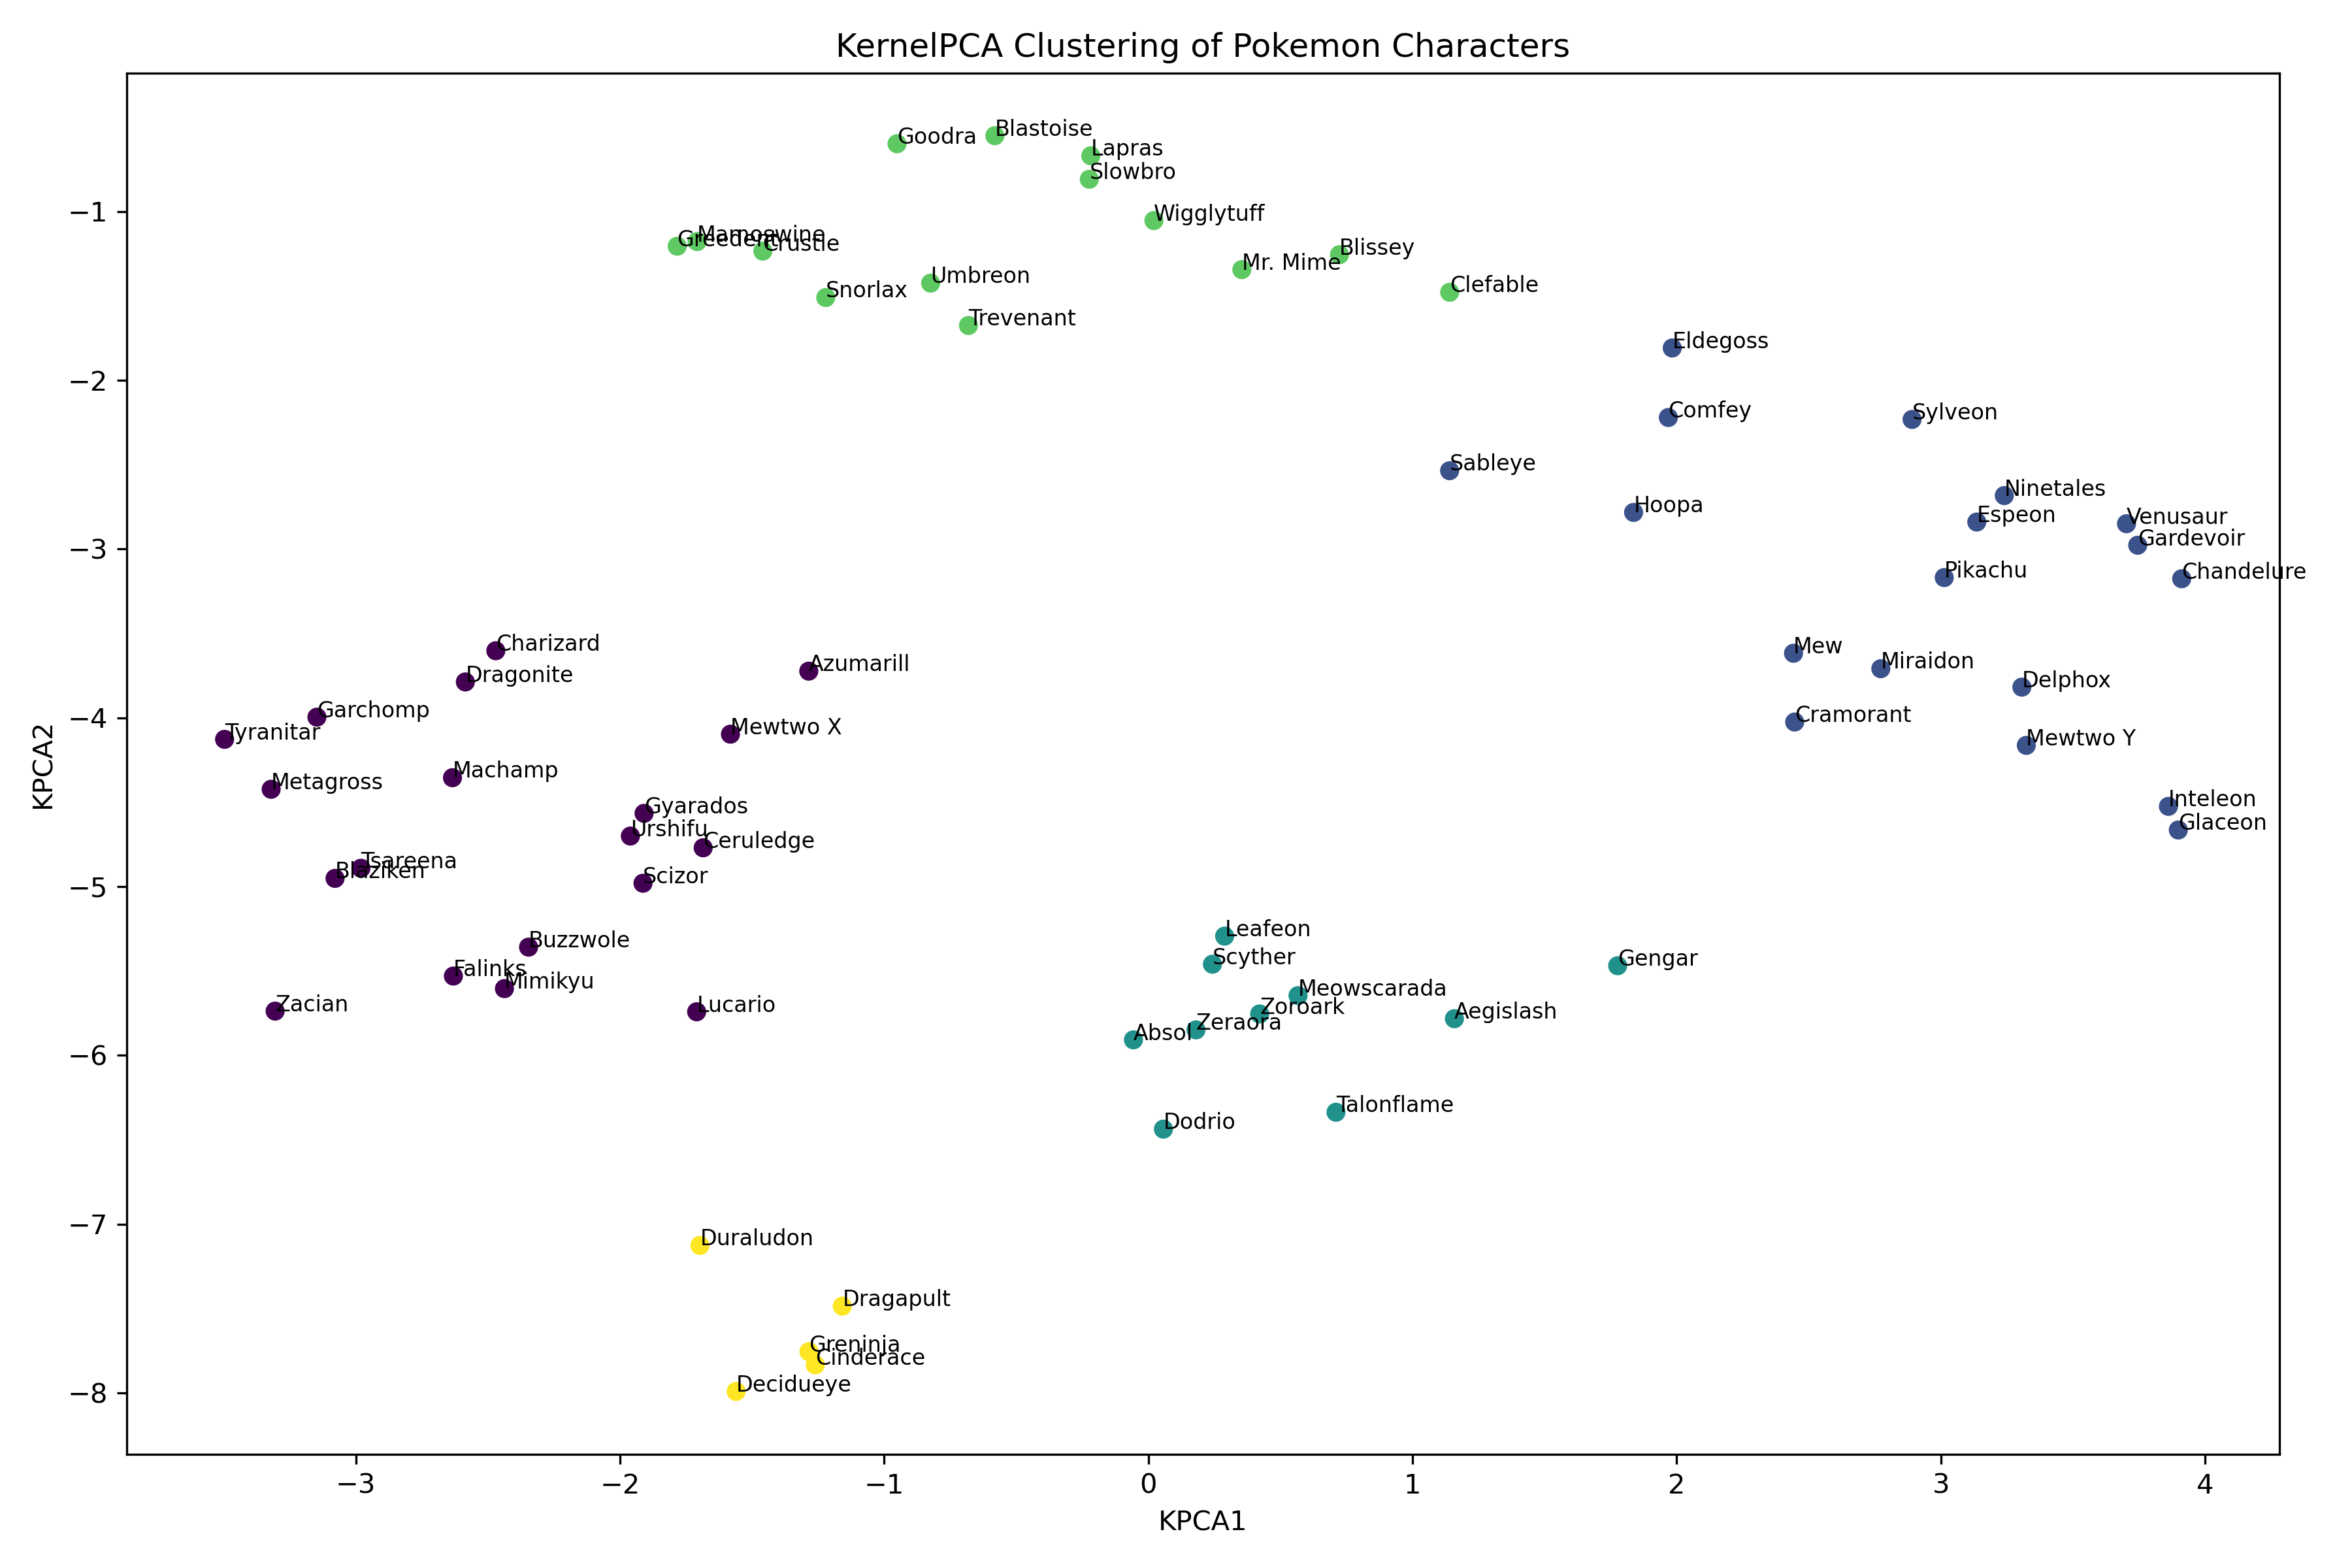 KernelPCA Clustering of Pokemon Characters
Goodra
Blastoise
Lapras
Slowbro
Wigglytuff
Greedent
Mamoswine
Crustle
Blissey
Mr. Mime
Umbreon
Snorlax
Clefable
Trevenant
Eldegoss
Comfey
Sylveon
Sableye
Hoopa
Ninetales
Espeon
Venusaur
Gardevoir
Pikachu
Chandelure
Charizard
Azumarill
Dragonite
Garchomp
Tyranitar
Mewtwo X
Machamp
Metagross
Gyarados
Urshifu
Ceruledge
Tsareena
Blaziken
Scizor
Buzzwole
Falinks
Mimikyu
Zacian
Lucario
Mew
Miraidon
Delphox
Cramorant
Mewtwo Y
Inteleon
Glaceon
Leafeon
Scyther
Gengar
Meowscarada
Zoroark
Zeraora
Absol
Aegislash
Talonflame
Dodrio
Duraludon
Dragapult
Greninja
Cinderace
Decidueye
KPCA2
−1
−2
−3
−4
−5
−6
−7
−8
−3 −2 −1 0 1 2 3 4
KPCA1